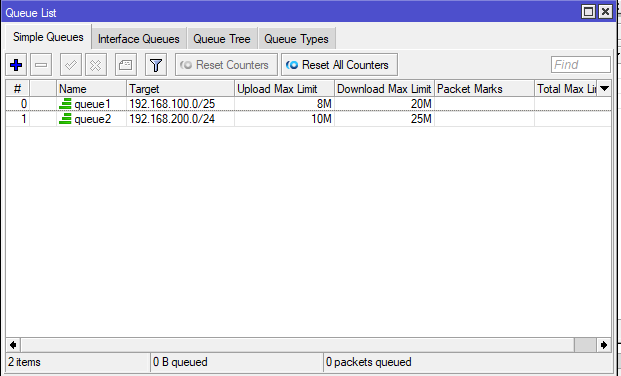 Queue List
Simple Queues Interface Queues Queue Tree Queue Types
Reset Counters Reset All Counters Find
# Name Target Upload Max Limit Download Max Limit Packet Marks Total Max Li
0 queue1 192.168.100.0/25 8M 20M
1 queue2 192.168.200.0/24 10M 25M
2 items 0 B queued 0 packets queued